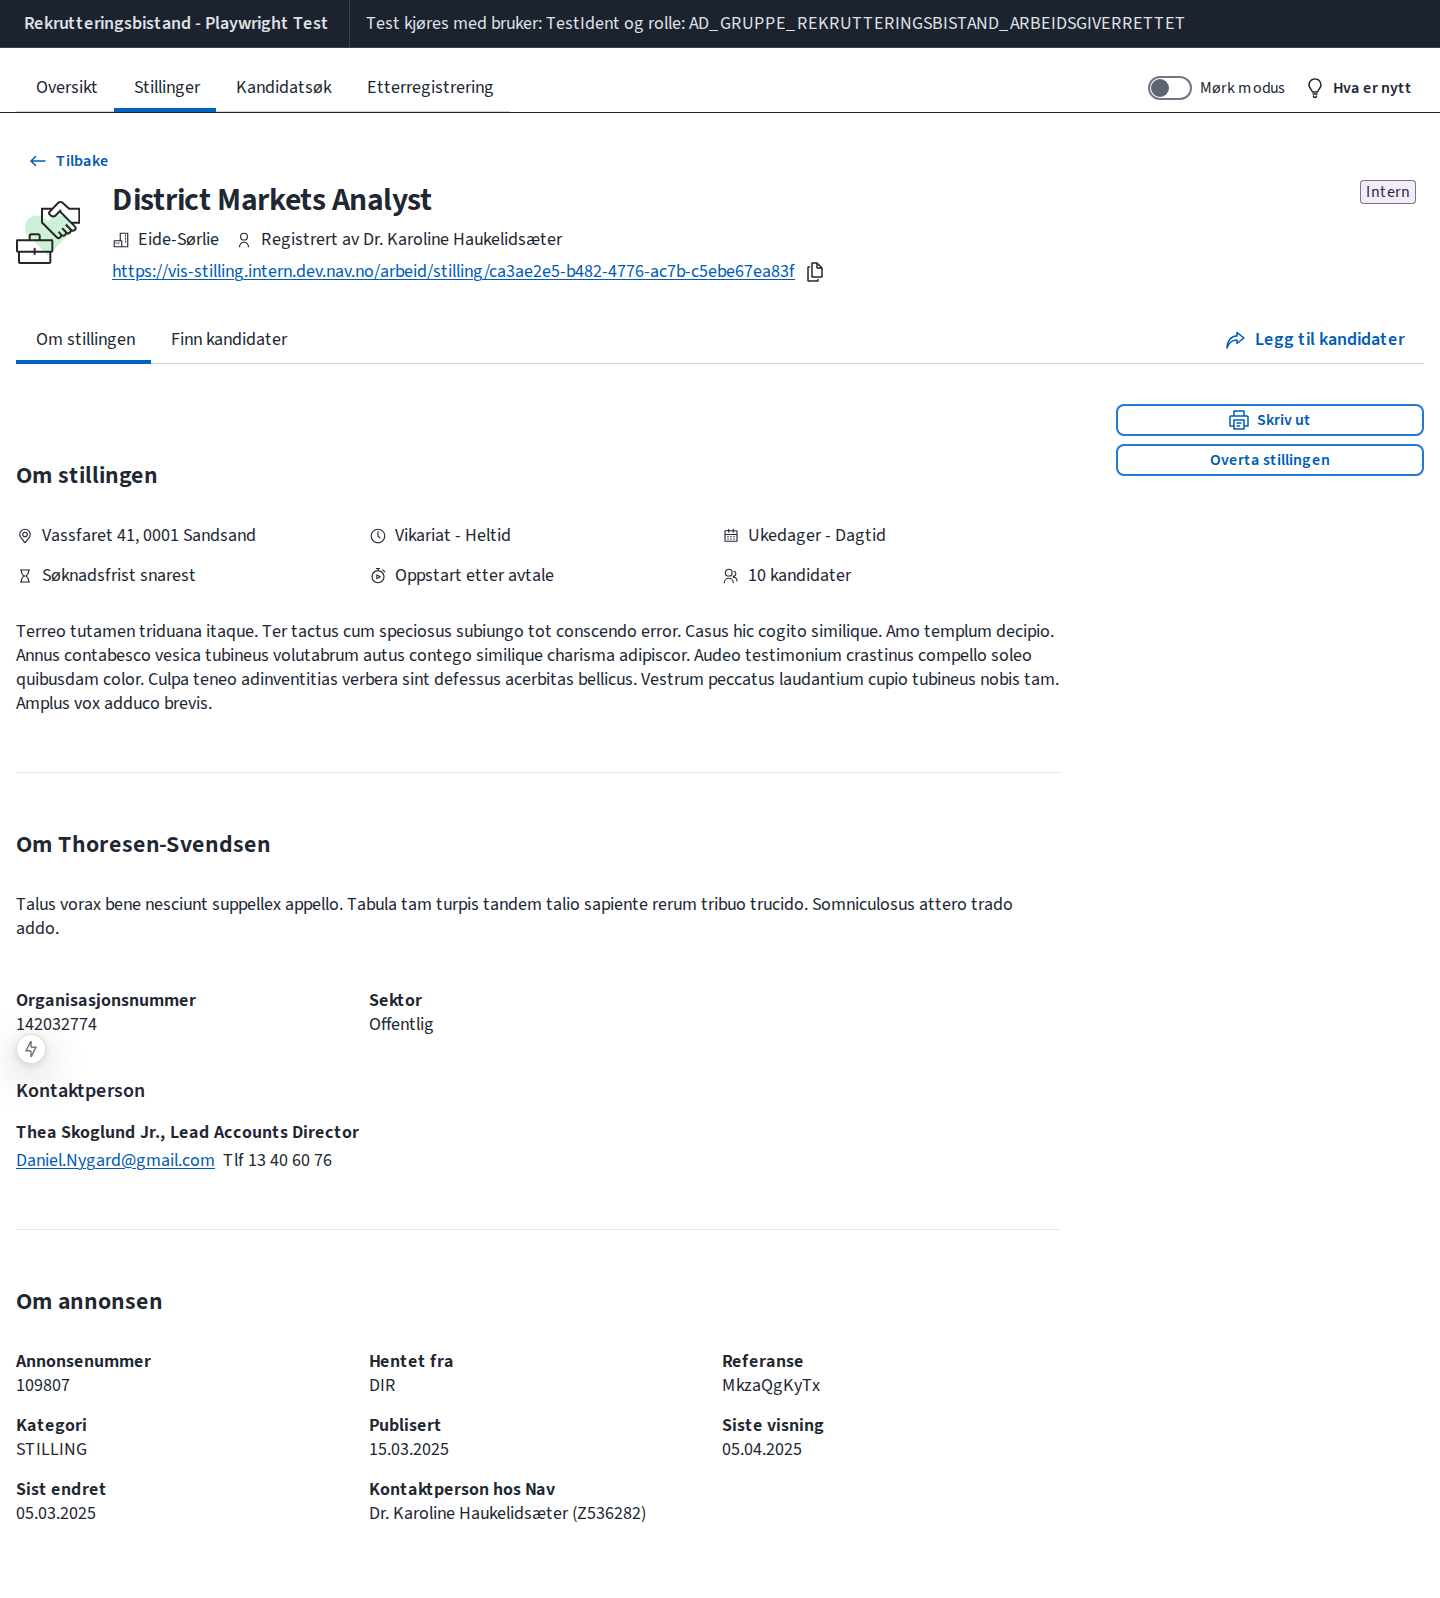 Rekrutteringsbistand - Playwright Test
Test kjøres med bruker: TestIdent og rolle: AD_GRUPPE_REKRUTTERINGSBISTAND_ARBEIDSGIVERRETTET
Oversikt
Stillinger
Kandidatsøk
Etterregistrering
Mørk modus
Hva er nytt
Tilbake
District Markets Analyst
Intern
Eide-Sørlie
Registrert av Dr. Karoline Haukelidsæter
https://vis-stilling.intern.dev.nav.no/arbeid/stilling/ca3ae2e5-b482-4776-ac7b-c5ebe67ea83f
Om stillingen
Finn kandidater
Legg til kandidater
Skriv ut
Overta stillingen
Om stillingen
Vassfaret 41, 0001 Sandsand
Vikariat - Heltid
Ukedager - Dagtid
Søknadsfrist snarest
Oppstart etter avtale
10 kandidater
Terreo tutamen triduana itaque. Ter tactus cum speciosus subiungo tot conscendo error. Casus hic cogito similique. Amo templum decipio.
Annus contabesco vesica tubineus volutabrum autus contego similique charisma adipiscor. Audeo testimonium crastinus compello soleo
quibusdam color. Culpa teneo adinventitias verbera sint defessus acerbitas bellicus. Vestrum peccatus laudantium cupio tubineus nobis tam.
Amplus vox adduco brevis.
Om Thoresen-Svendsen
Talus vorax bene nesciunt suppellex appello. Tabula tam turpis tandem talio sapiente rerum tribuo trucido. Somniculosus attero trado
addo.
Organisasjonsnummer
142032774
Sektor
Offentlig
Kontaktperson
Thea Skoglund Jr., Lead Accounts Director
Daniel.Nygard@gmail.com Tlf 13 40 60 76
Om annonsen
Annonsenummer
109807
Hentet fra
DIR
Referanse
MkzaQgKyTx
Kategori
STILLING
Publisert
15.03.2025
Siste visning
05.04.2025
Sist endret
05.03.2025
Kontaktperson hos Nav
Dr. Karoline Haukelidsæter (Z536282)